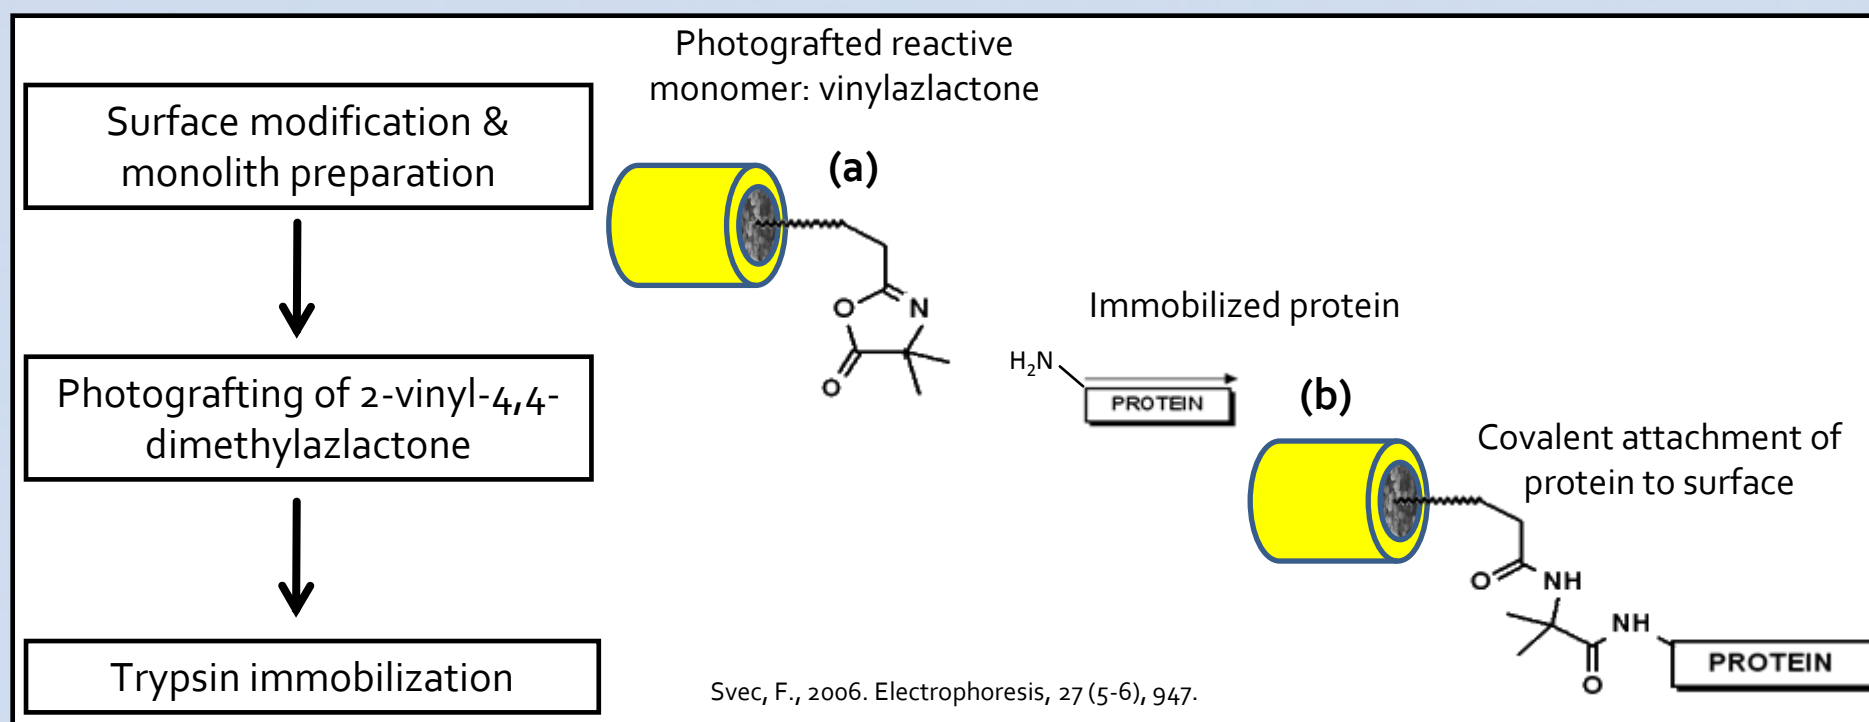 Surface modification &
monolith preparation
Photografting of 2-vinyl-4,4-
dimethylazlactone
Trypsin immobilization
Photografted reactive
monomer: vinylazlactone
(a)
O
N
O
Immobilized protein
H₂N
PROTEIN
(b)
Covalent attachment of
protein to surface
O
NH
NH
O
PROTEIN
Svec, F., 2006. Electrophoresis, 27 (5-6), 947.